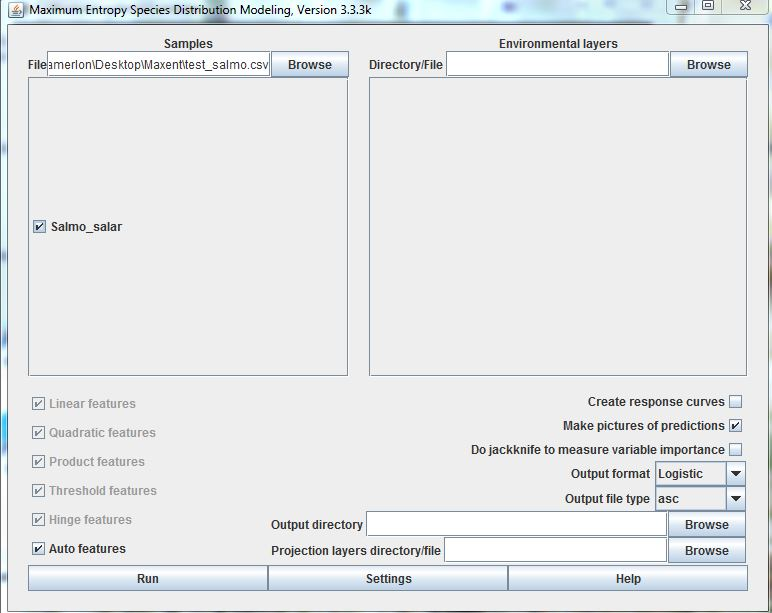 Maximum Entropy Species Distribution Modeling, Version 3.3.3k
Samples
File amerlon\Desktop\Maxent\test_salmo.csv Browse
Salmo_salar
Environmental layers
Directory/File Browse
Linear features
Quadratic features
Product features
Threshold features
Hinge features
Auto features
Create response curves
Make pictures of predictions
Do jackknife to measure variable importance
Output format Logistic
Output file type asc
Output directory Browse
Projection layers directory/file Browse
Run Settings Help